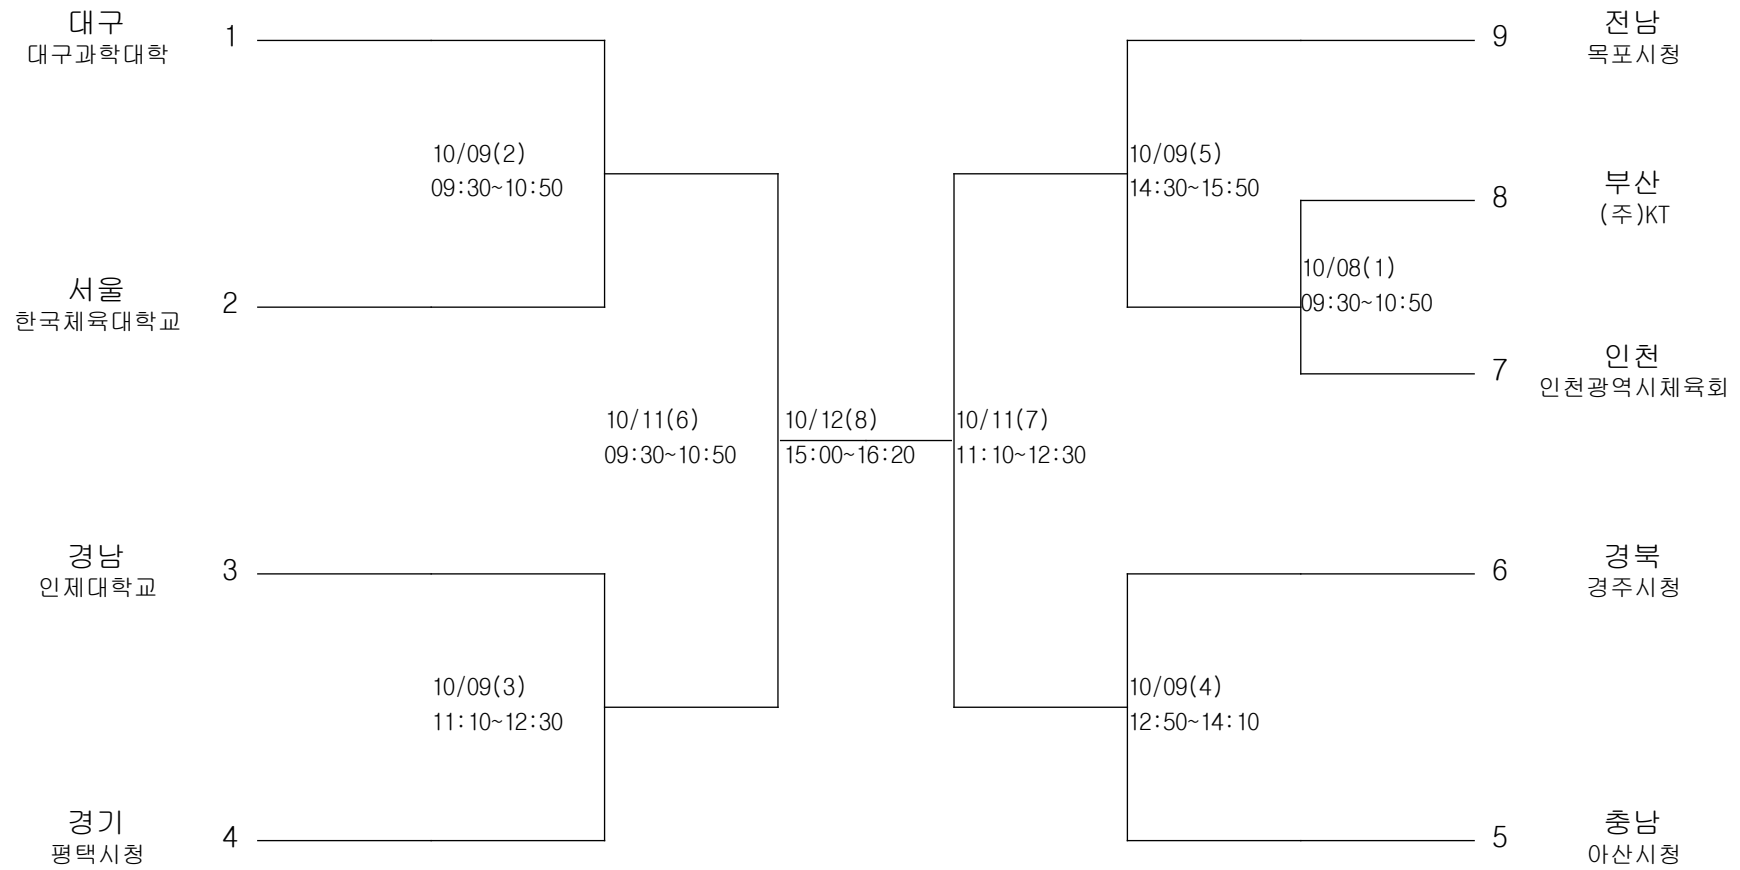 대구
대구과학대학
1
서울
한국체육대학교
2
경남
인제대학교
3
경기
평택시청
4
10/09(2)
09:30~10:50
10/09(3)
11:10~12:30
10/11(6)
09:30~10:50
10/12(8)
15:00~16:20
10/11(7)
11:10~12:30
10/09(5)
14:30~15:50
10/08(1)
09:30~10:50
10/09(4)
12:50~14:10
9
전남
목포시청
8
부산
(주)KT
7
인천
인천광역시체육회
6
경북
경주시청
5
충남
아산시청